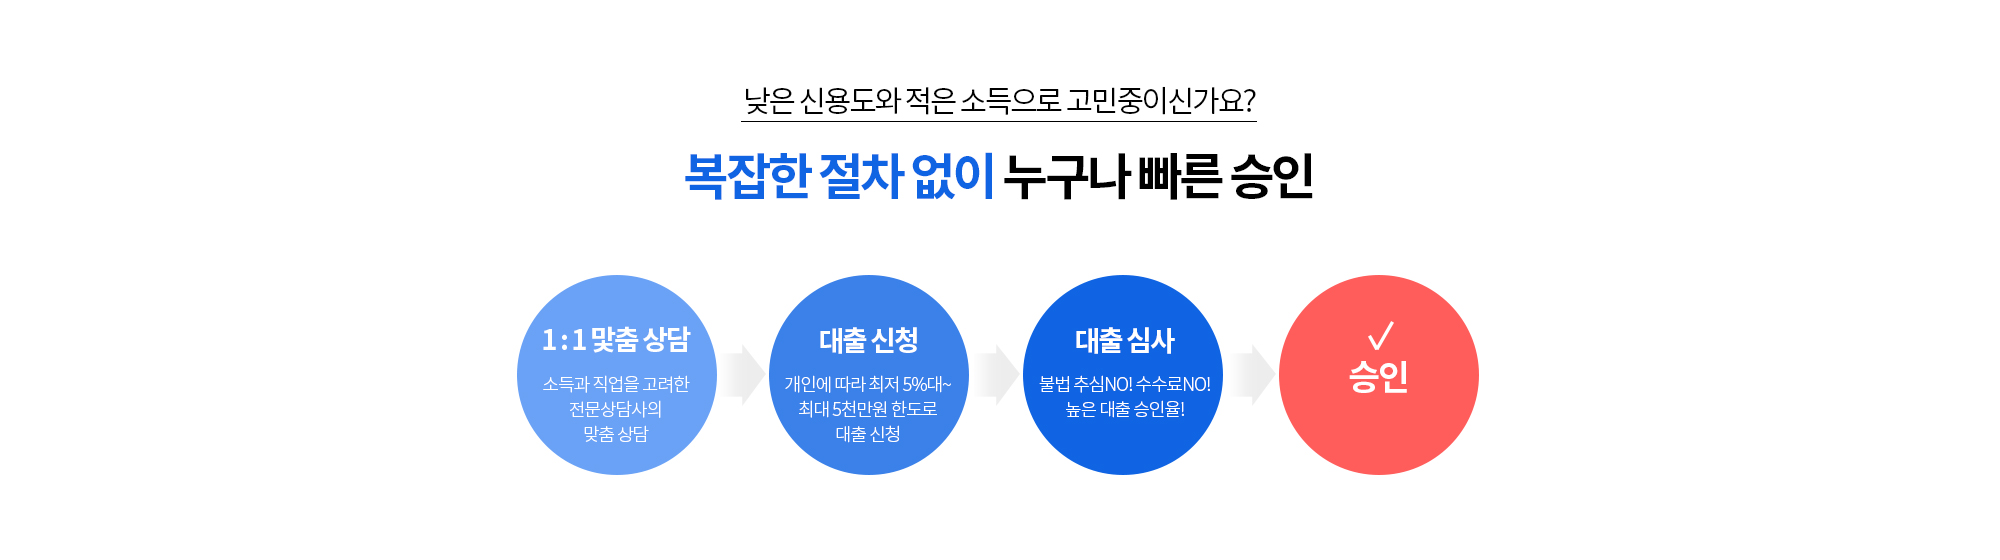 낮은 신용도와 적은 소득으로 고민중이신가요?
복잡한 절차 없이 누구나 빠른 승인
1 : 1 맟춤 상담
소득과 직업을 고려한
전문상담사의
맞춤 상담
대출 신청
개인에 따라 최저 5%대~
최대 5천만원 한도로
대출 신청
대출 심사
불법 추심NO! 수수료NO!
높은 대출 승인율!
✓
승인